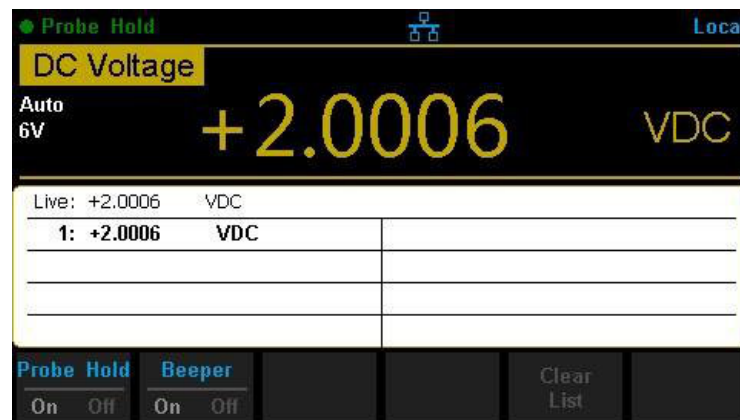 Probe Hold Loca
DC Voltage
Auto
6V
+2.0006 VDC
Live: +2.0006 VDC
1: +2.0006 VDC
Probe Hold Beeper
On Off On Off
Clear
List